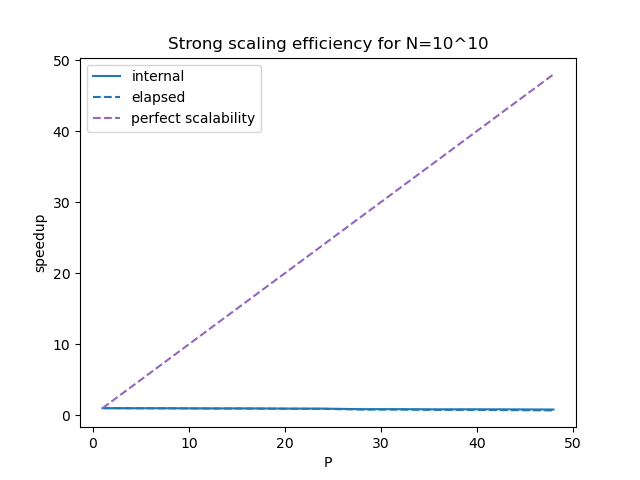 Strong scaling efficiency for N=10^10
internal
elapsed
perfect scalability
50
40
30
20
10
0
speedup
0 10 20 30 40 50
P